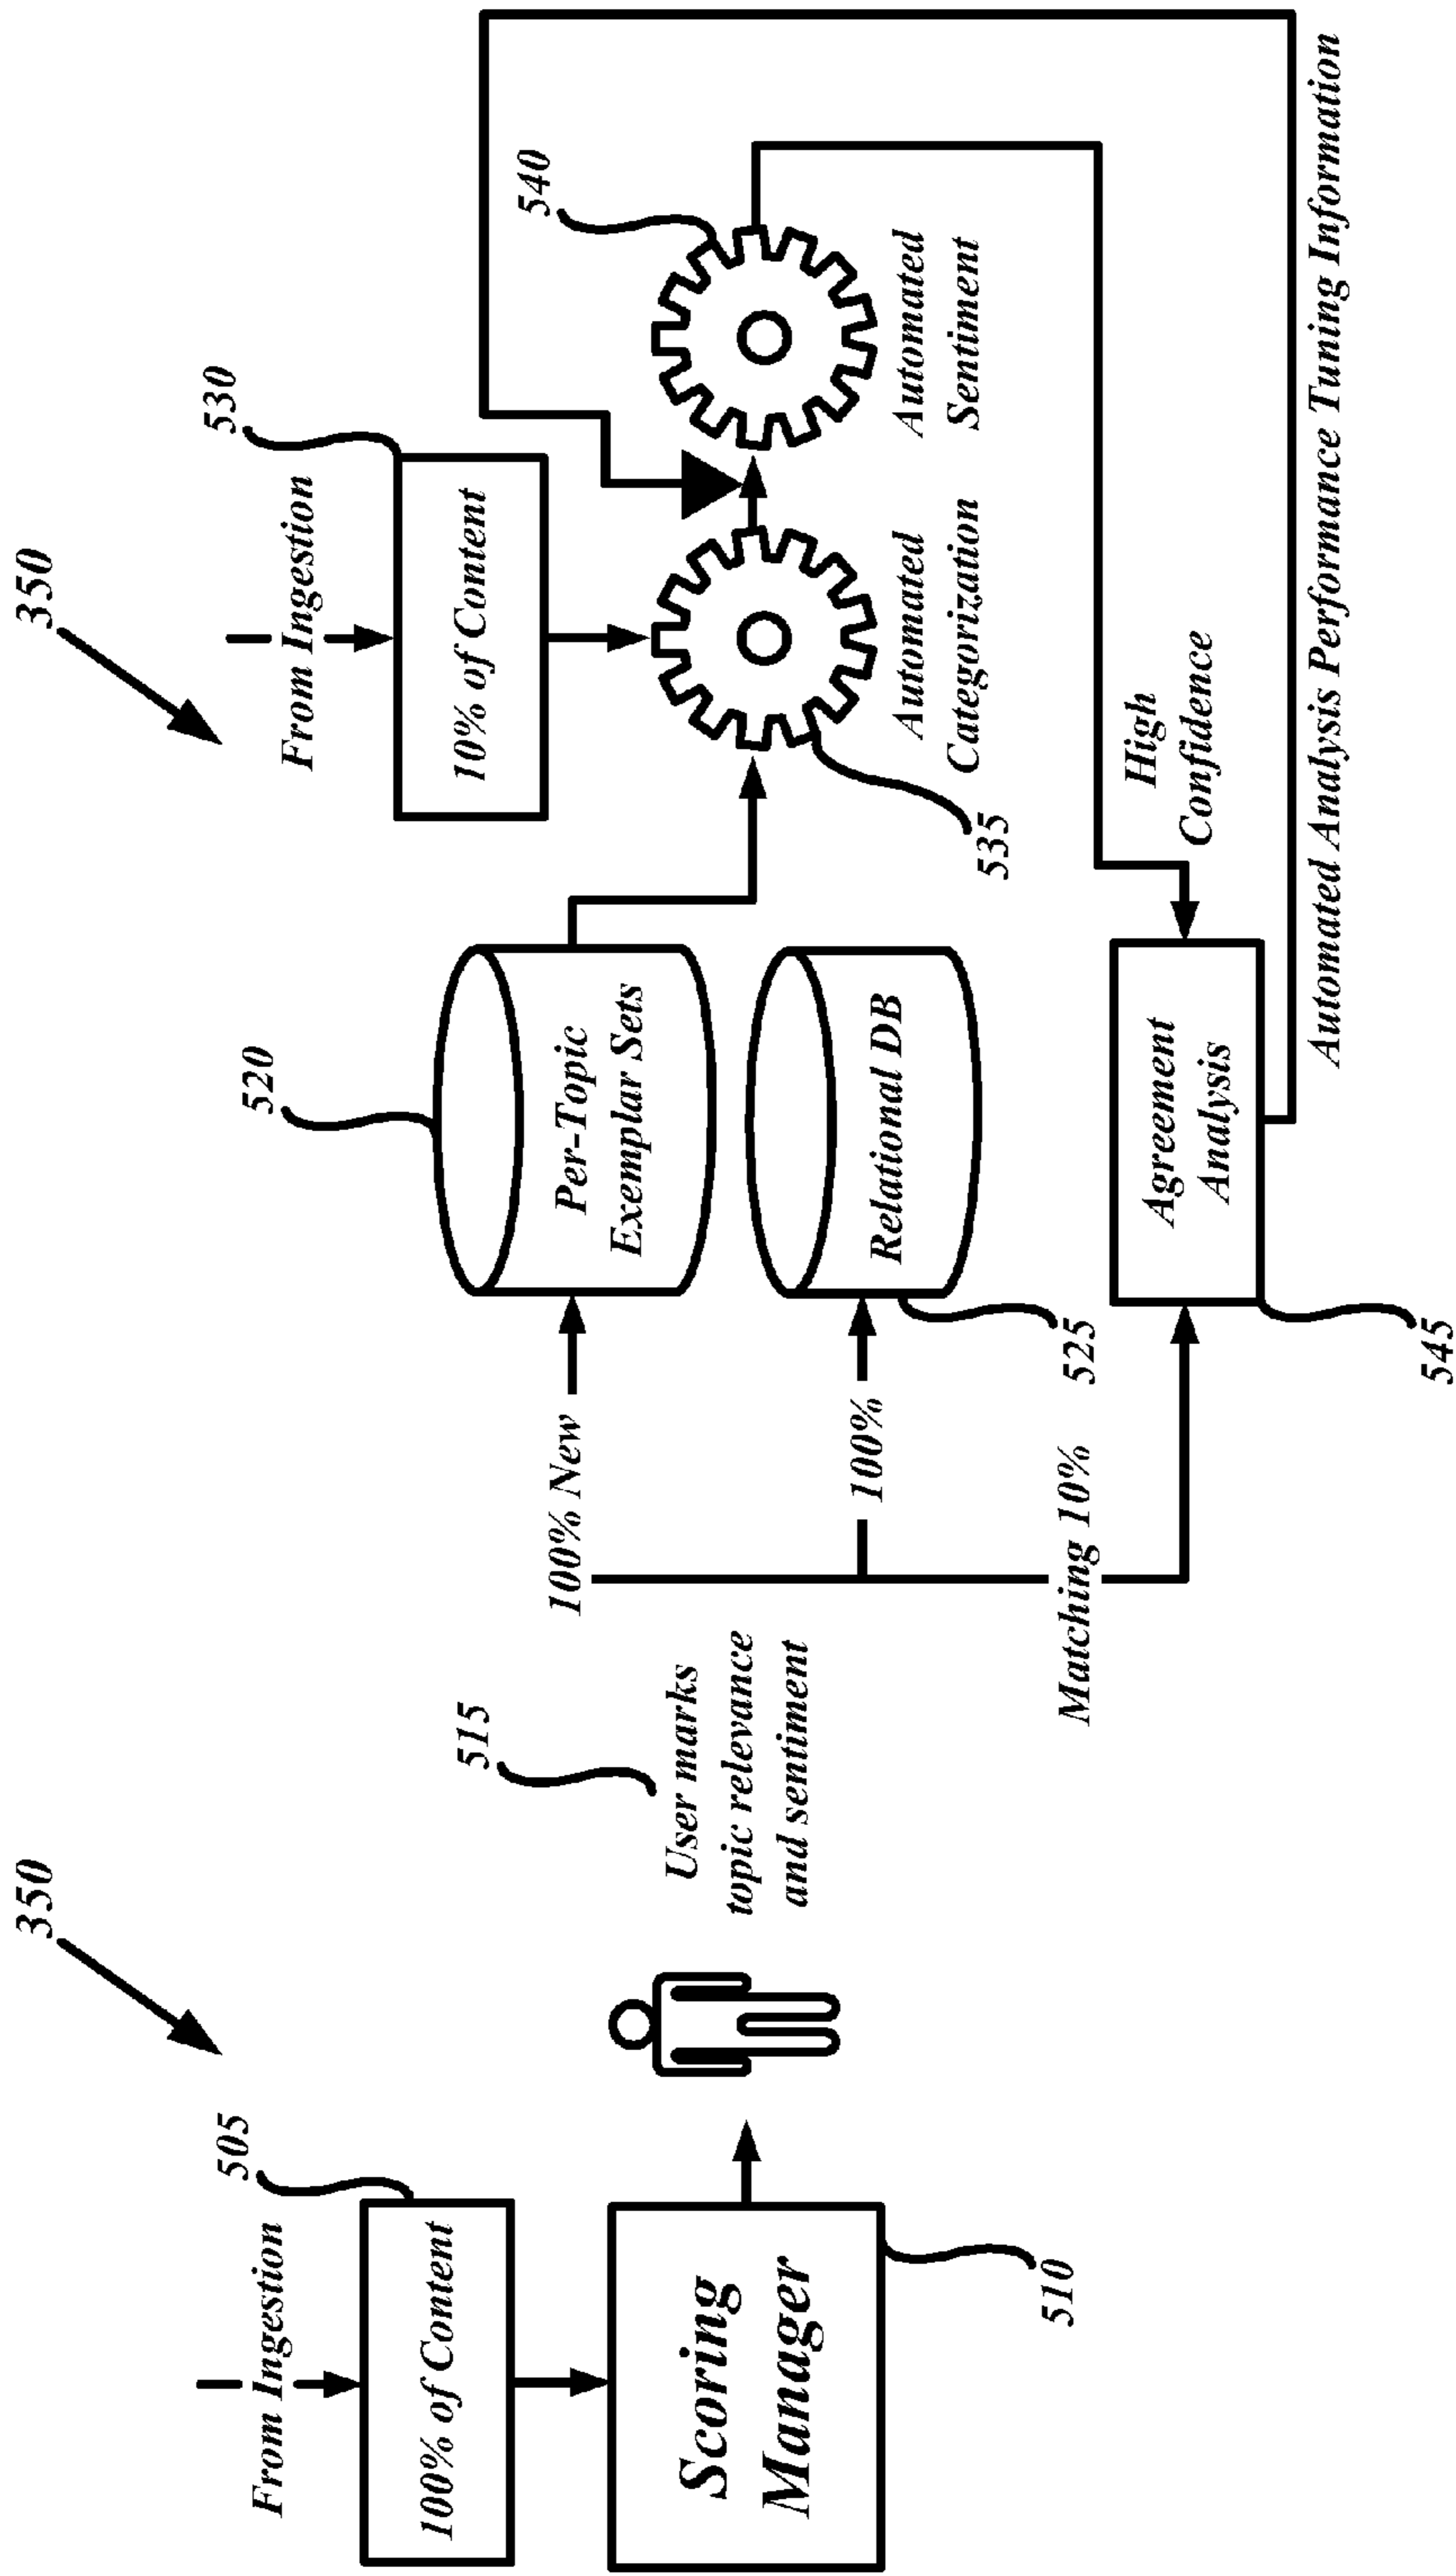 350
From Ingestion
505
100% of Content
Scoring
Manager
510
515
User marks
topic relevance
and sentiment
100% New
100%
Matching 10%
520
Per-Topic
Exemplar Sets
Relational DB
525
Agreement
Analysis
545
350
From Ingestion
530
10% of Content
Automated
Categorization
535
540
Automated
Sentiment
High
Confidence
Automated Analysis Performance Tuning Information